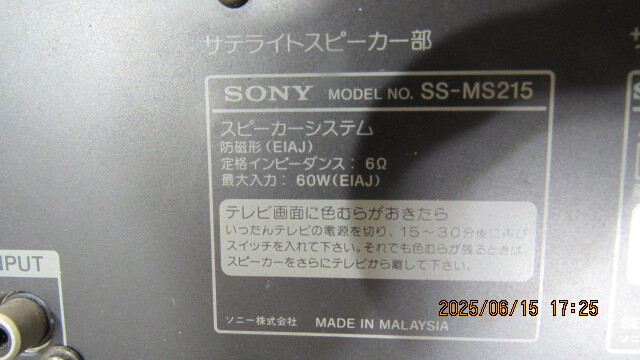 サテライトスピーカー部
SONY MODEL NO. SS-MS215
スピーカーシステム
防磁形(EIAJ)
定格インピーダンス: 6Ω
最大入力: 60W(EIAJ)
テレビ画面に色むらがおきたら
いったんテレビの電源を切り、15〜30分後に再び
スイッチを入れて下さい。それでも色むらが残るときは、
スピーカーをさらにテレビから離して下さい。
ソニー株式会社 MADE IN MALAYSIA
INPUT
2025/06/15 17:25